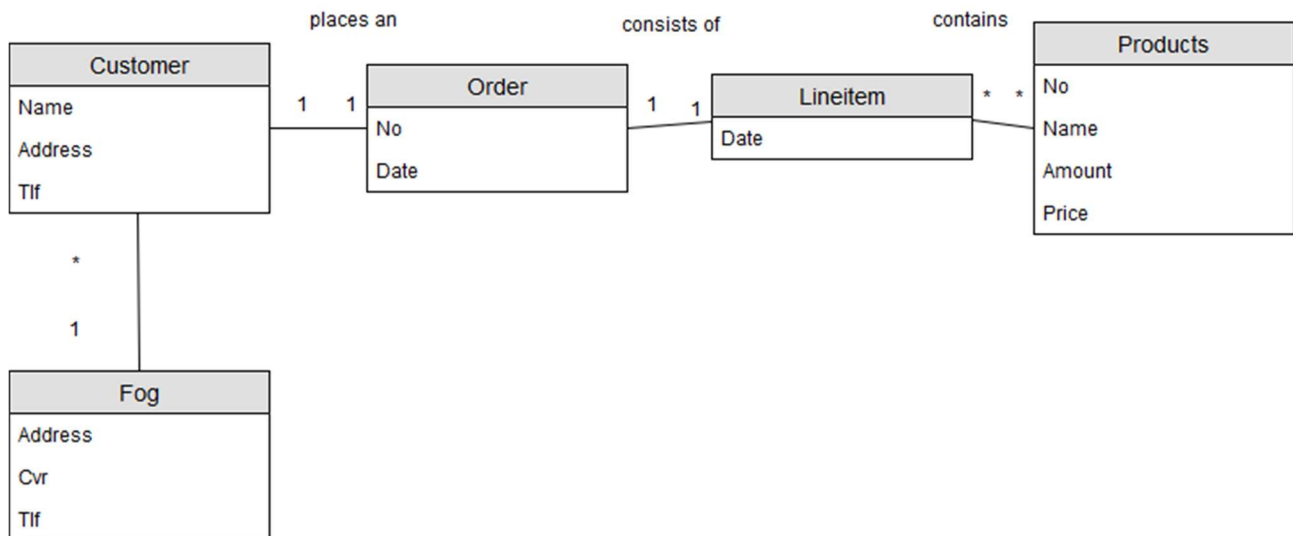 places an
consists of
contains
Customer
Name
Address
Tlf
1 1
Order
No
Date
1 1
Lineitem
Date
* *
Products
No
Name
Amount
Price
*
1
Fog
Address
Cvr
Tlf